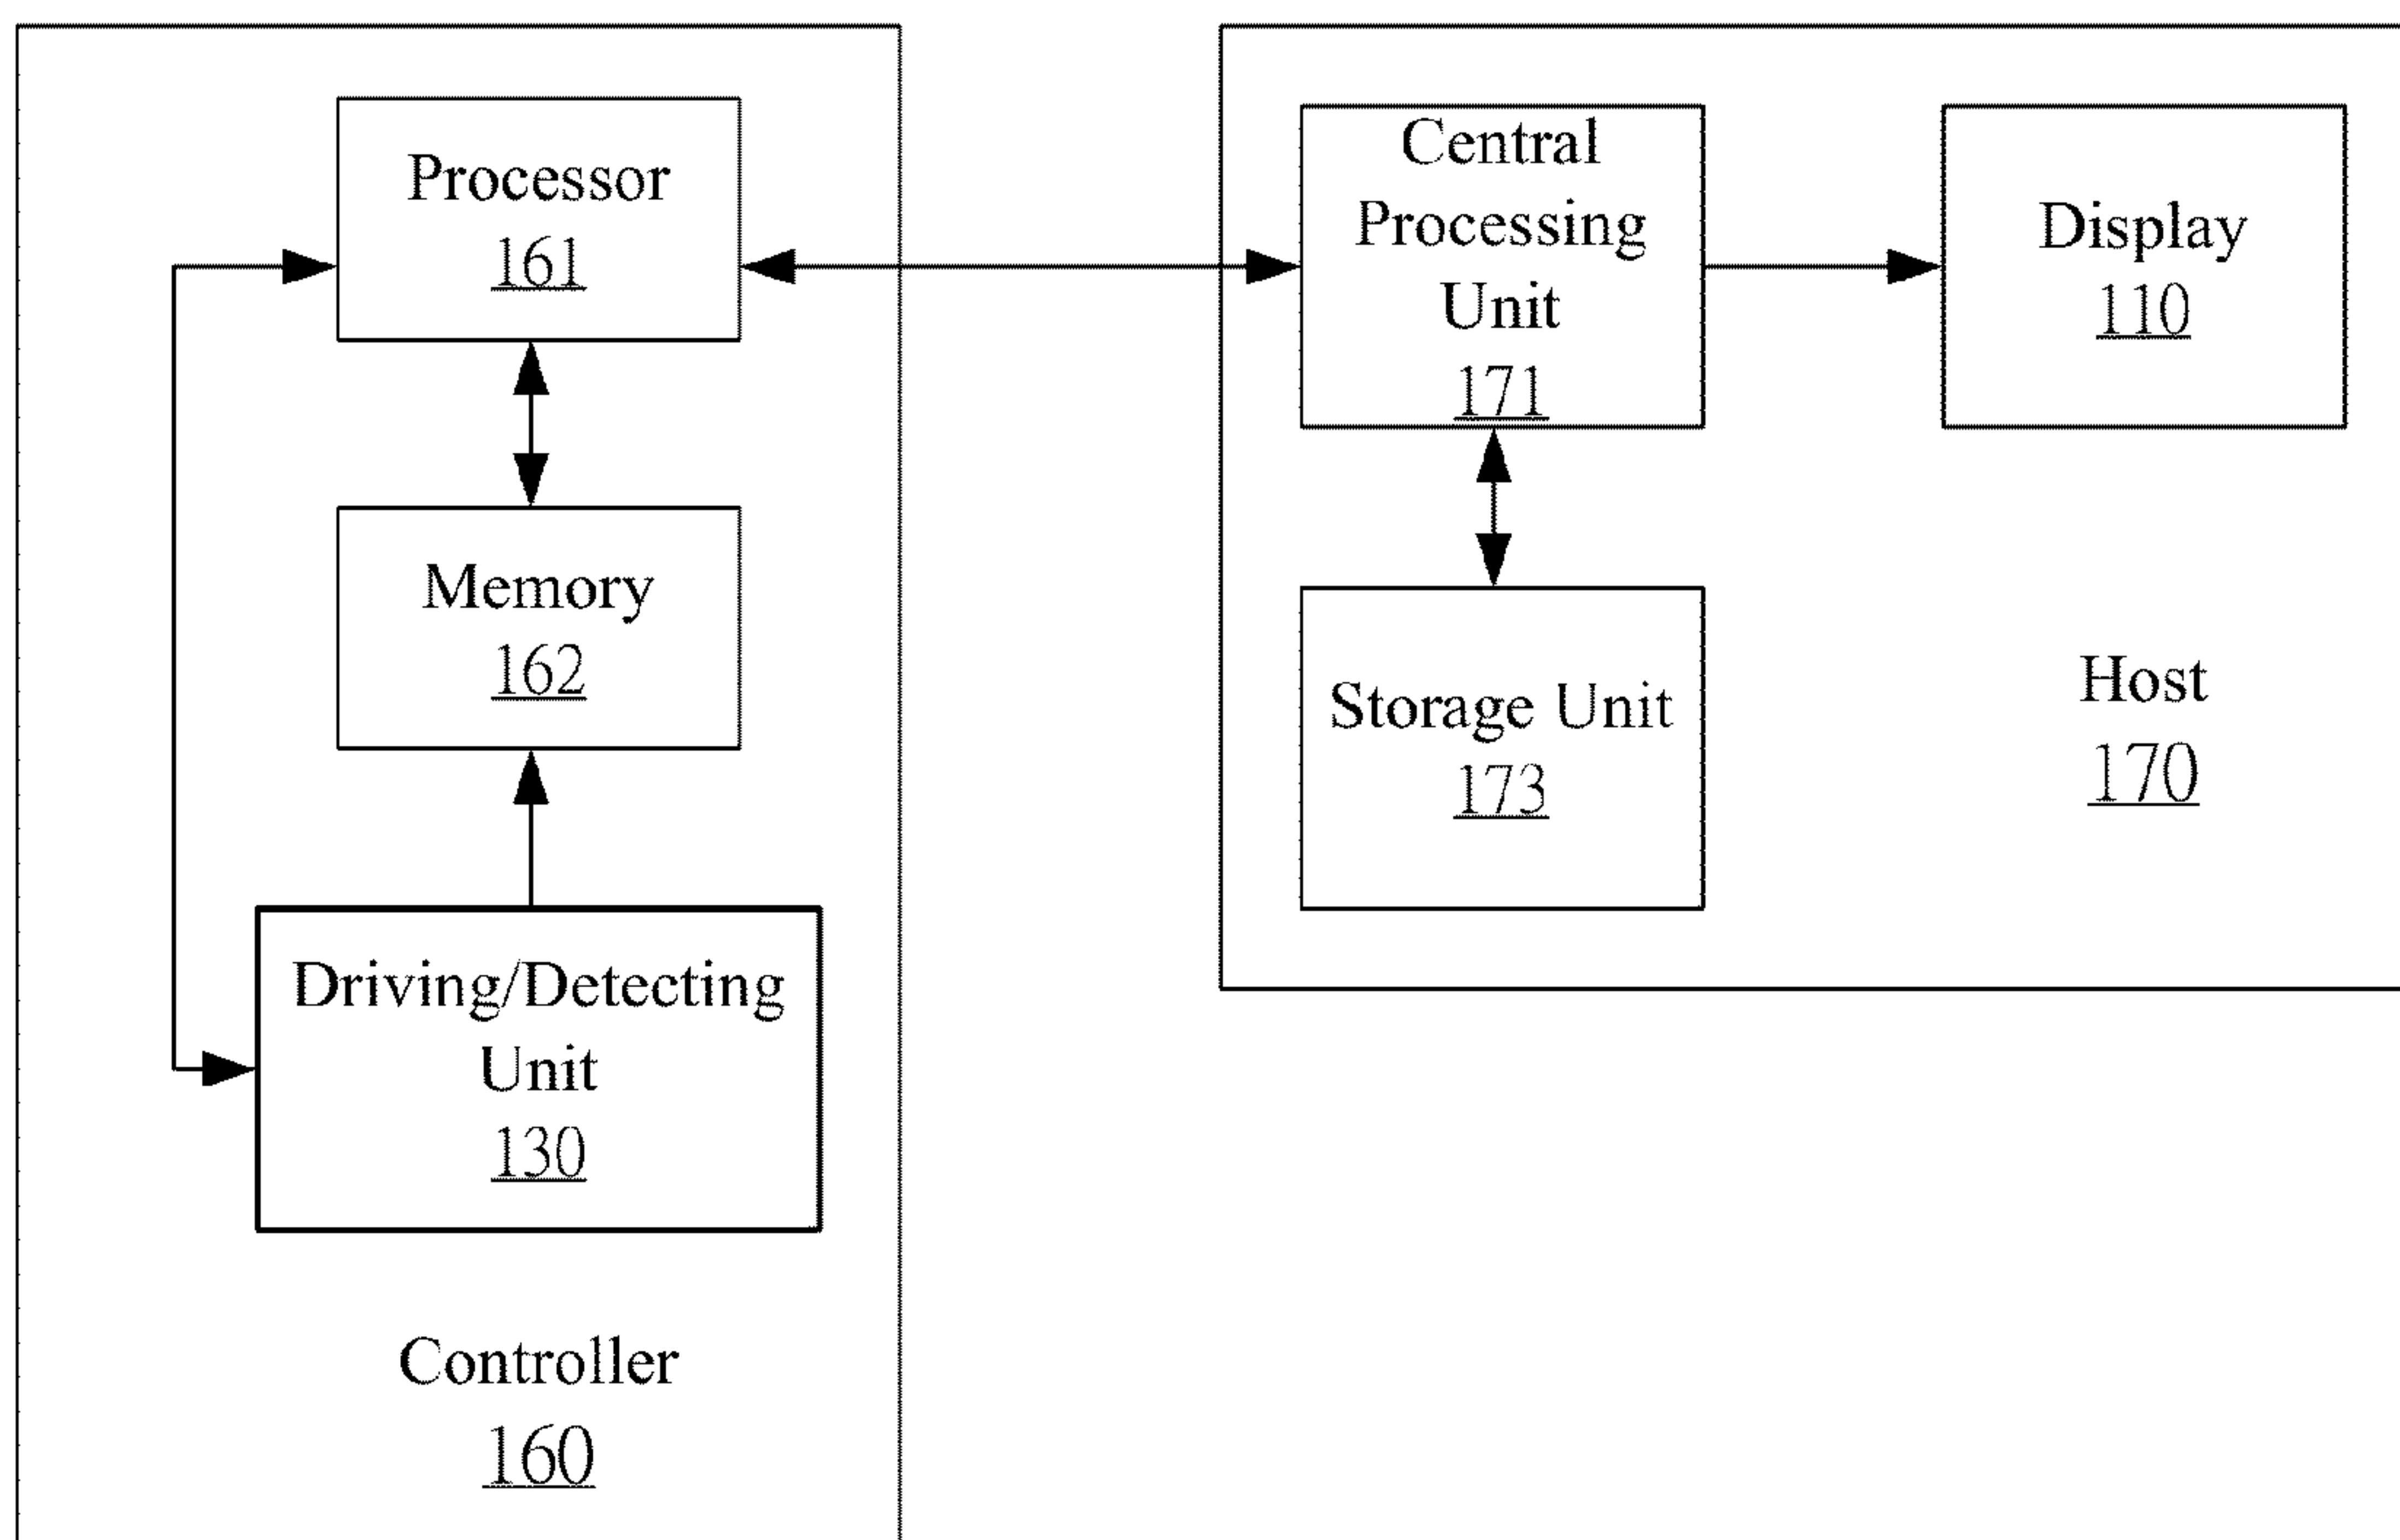 Processor
161
Memory
162
Driving/Detecting
Unit
130
Controller
160
Central
Processing
Unit
171
Storage Unit
173
Display
110
Host
170